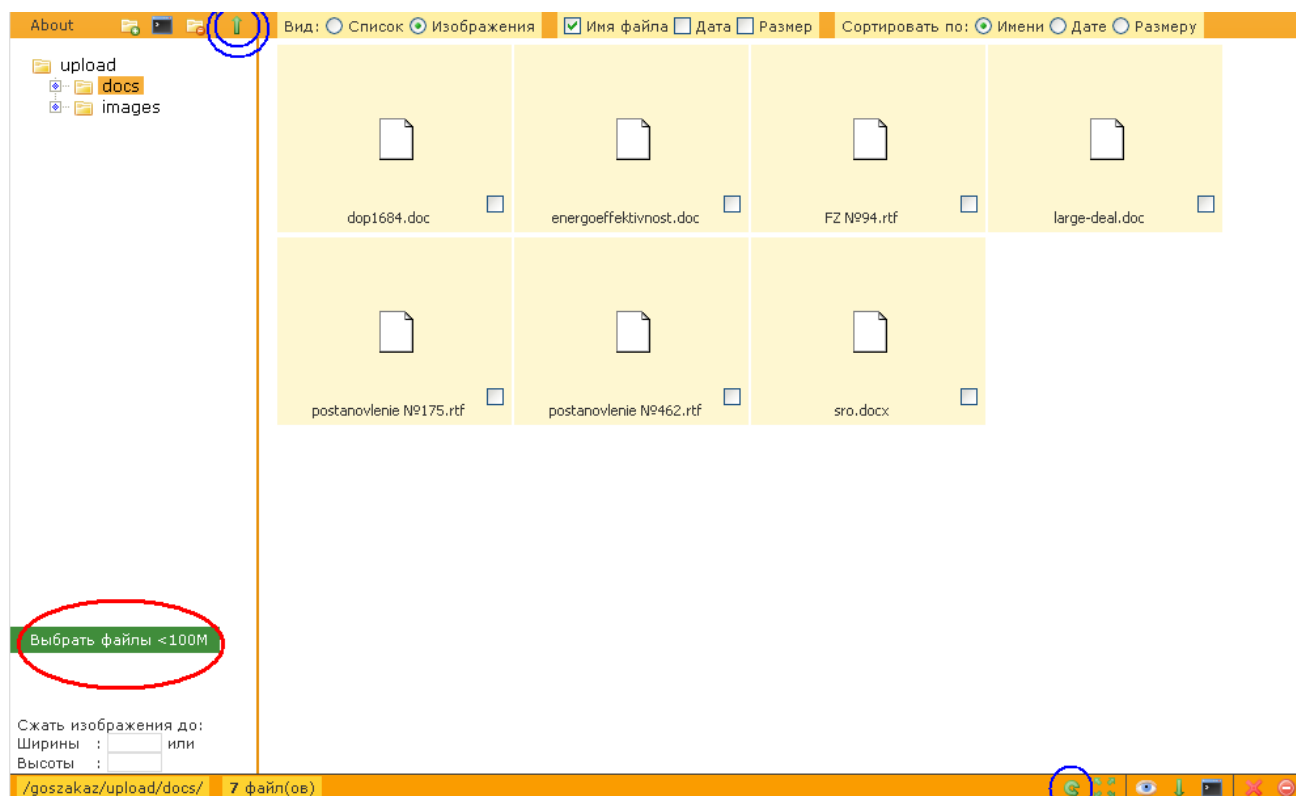 About
Вид: Список Изображения Имя файла Дата Размер Сортировать по: Имени Дате Размеру
upload
docs
images
dop1684.doc energoeffektivnost.doc FZ №94.rtf large-deal.doc
postanovlenie №175.rtf postanovlenie №462.rtf sro.docx
Выбрать файлы <100M
Сжать изображения до:
Ширины : или
Высоты :
/goszakaz/upload/docs/ 7 файл(ов)